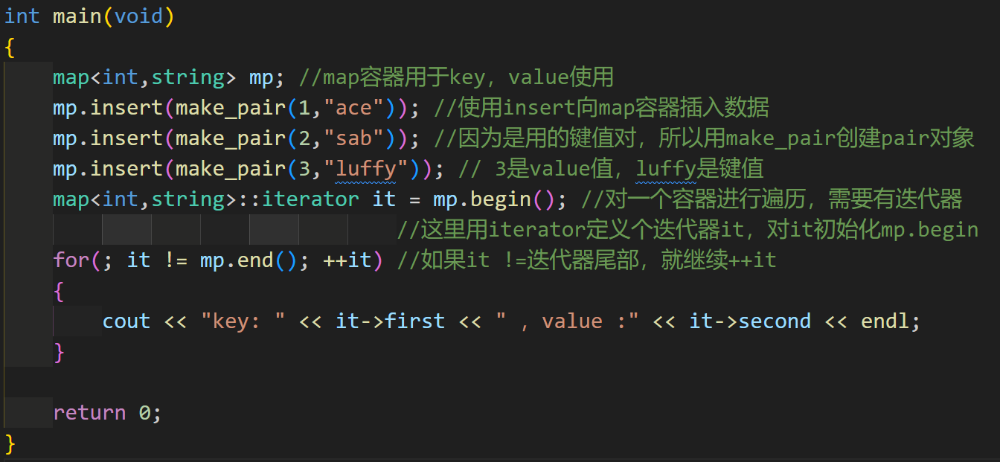 int main(void)
{
map<int,string> mp; //map容器用于key，value使用
mp.insert(make_pair(1,"ace")); //使用insert向map容器插入数据
mp.insert(make_pair(2,"sab")); //因为是用的键值对，所以用make_pair创建pair对象
mp.insert(make_pair(3,"luffy")); // 3是value值，luffy是键值
map<int,string>::iterator it = mp.begin(); //对一个容器进行遍历，需要有迭代器
//这里用iterator定义个迭代器it，对it初始化mp.begin
for(; it != mp.end(); ++it) //如果it !=迭代器尾部，就继续++it
{
cout << "key: " << it->first << " , value :" << it->second << endl;
}
return 0;
}